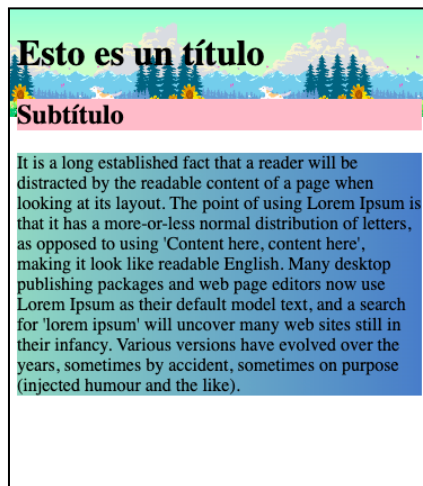 Esto es un título
Subtítulo
It is a long established fact that a reader will be
distracted by the readable content of a page when
looking at its layout. The point of using Lorem Ipsum is
that it has a more-or-less normal distribution of letters,
as opposed to using 'Content here, content here',
making it look like readable English. Many desktop
publishing packages and web page editors now use
Lorem Ipsum as their default model text, and a search
for 'lorem ipsum' will uncover many web sites still in
their infancy. Various versions have evolved over the
years, sometimes by accident, sometimes on purpose
(injected humour and the like).